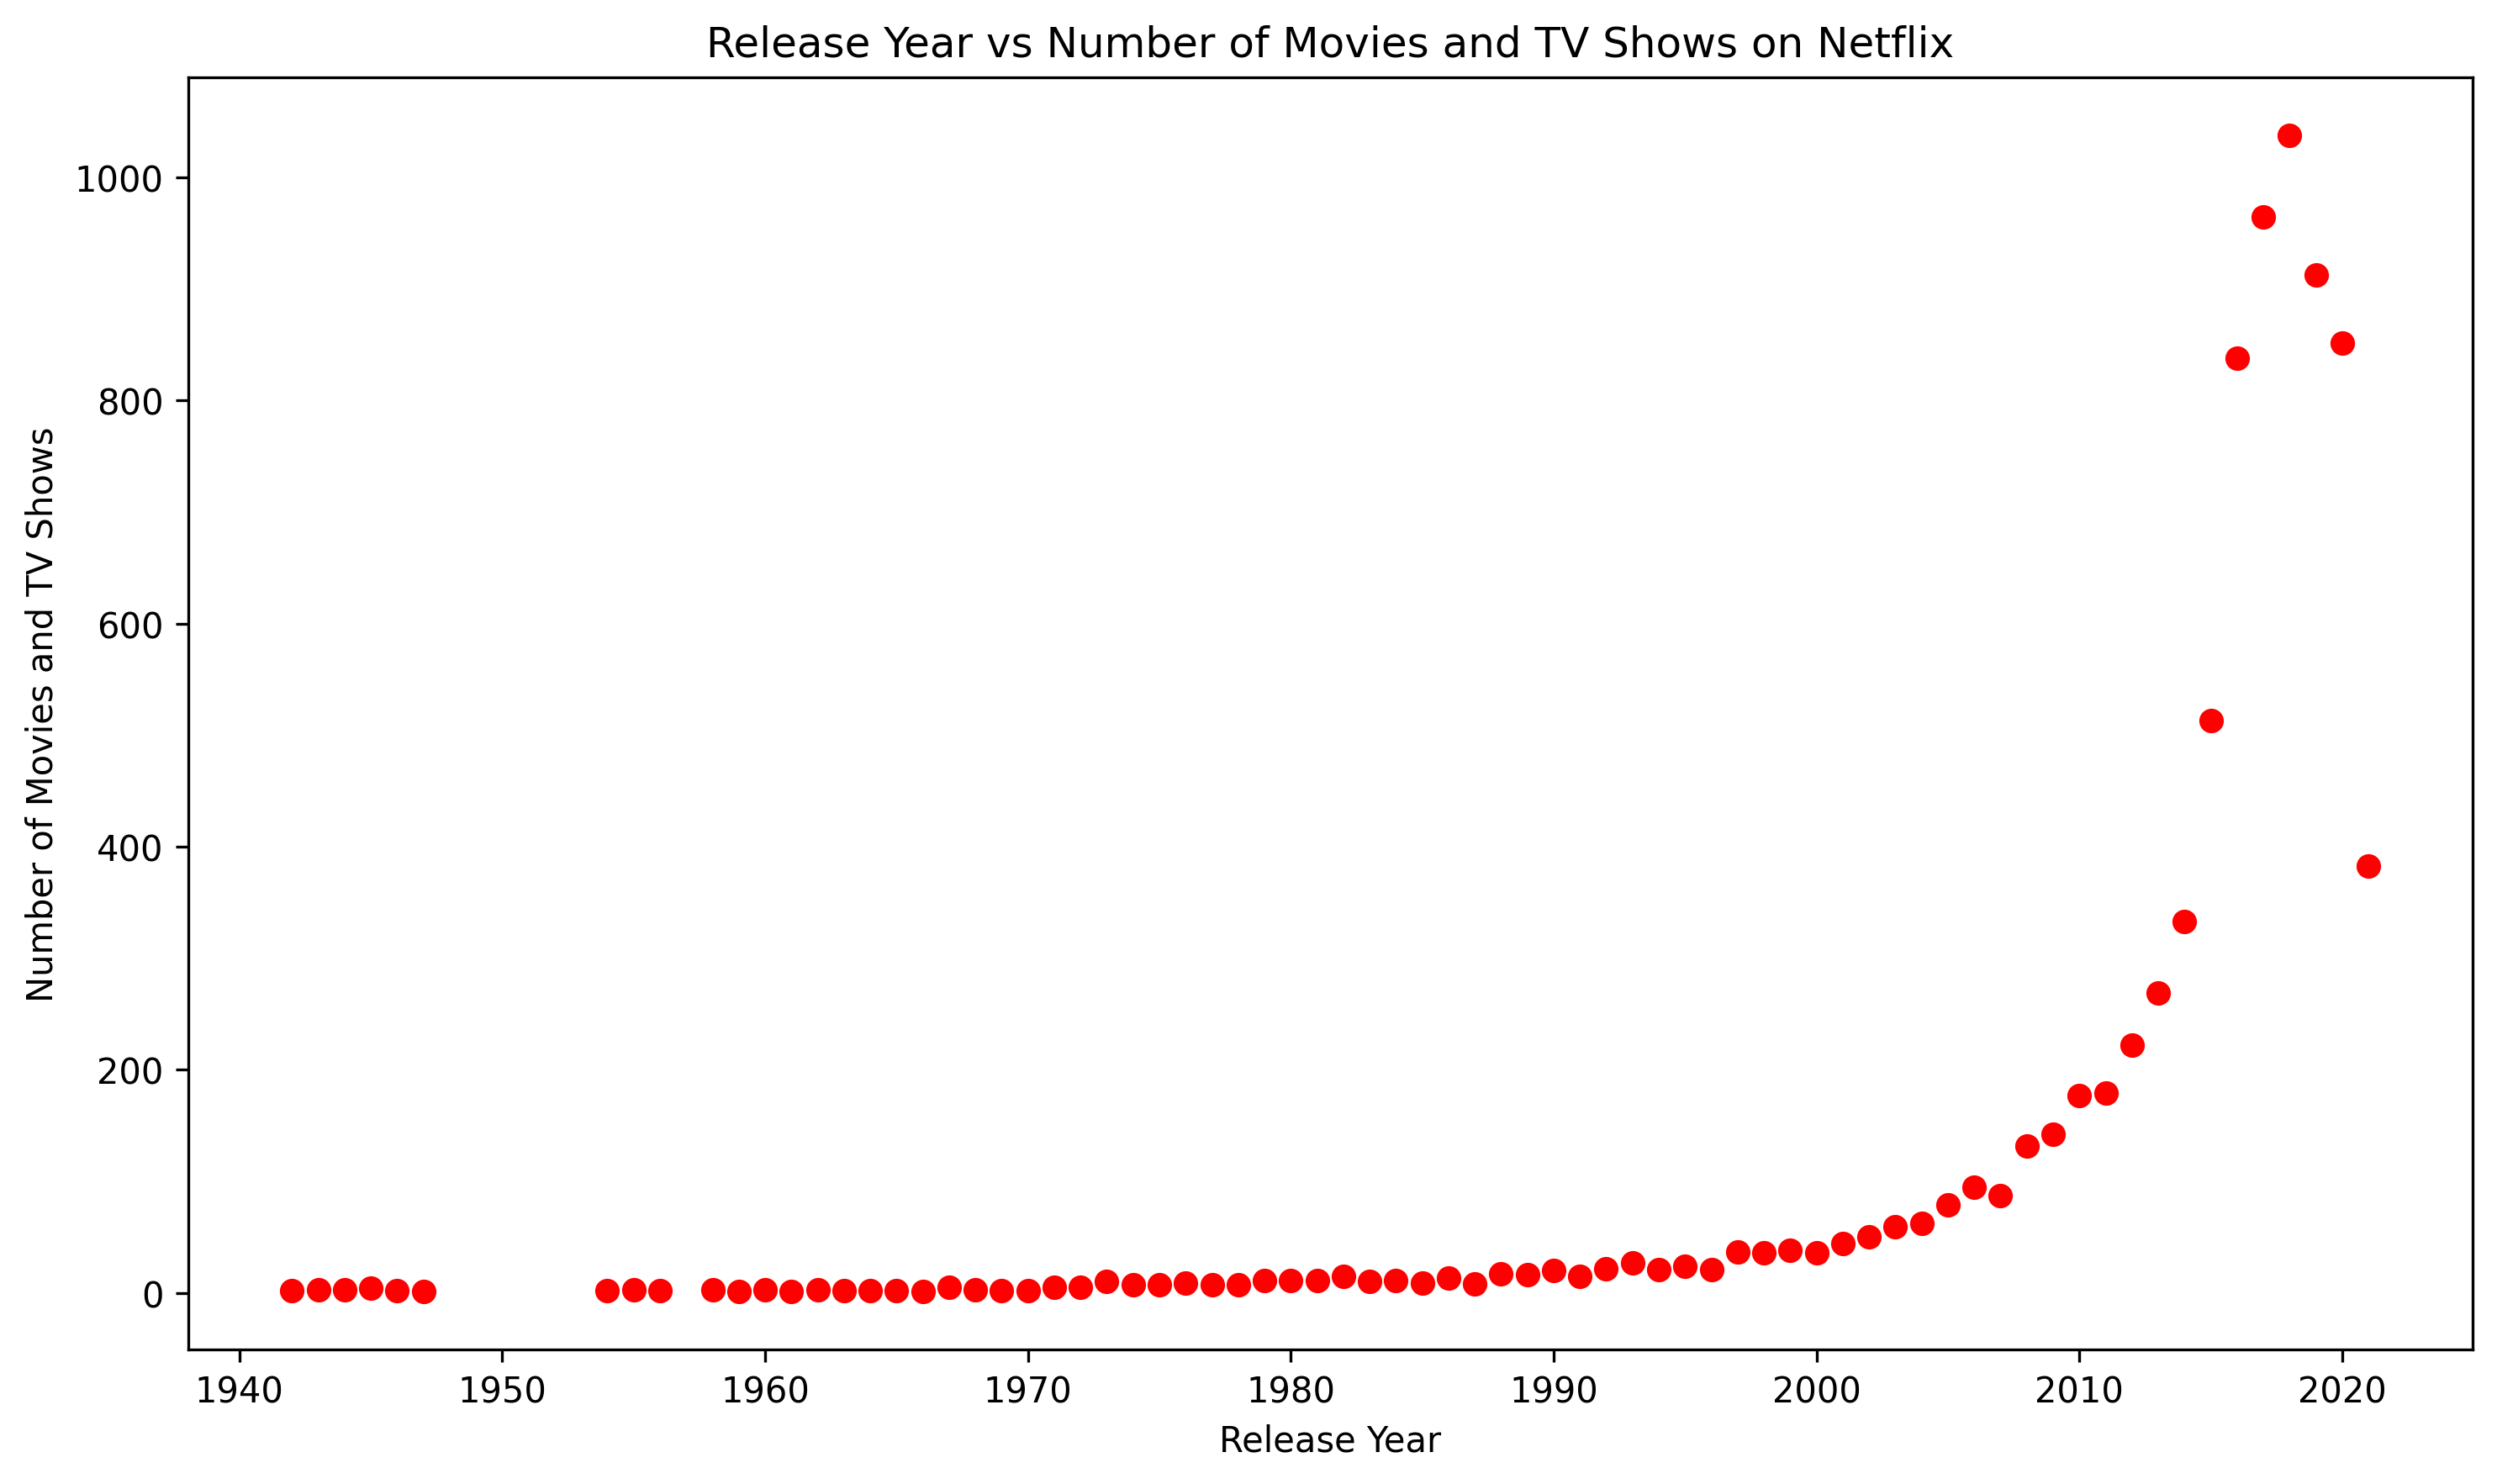 Release Year vs Number of Movies and TV Shows on Netflix
Number of Movies and TV Shows
1000
800
600
400
200
0
1940 1950 1960 1970 1980 1990 2000 2010 2020
Release Year